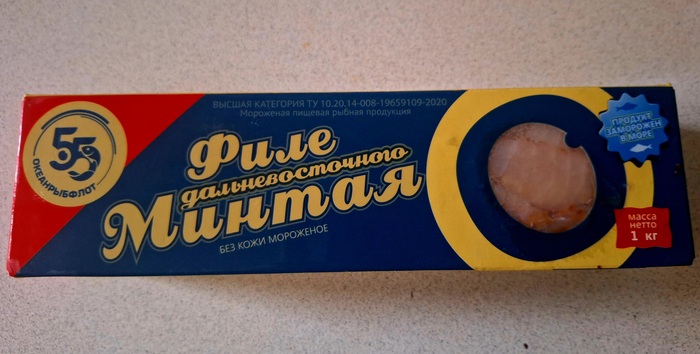 55
ОКЕАНРЫБФЛОТ
ВЫСШАЯ КАТЕГОРИЯ ТУ 10.20.14-008-19659109-2020
Мороженая пищевая рыбная продукция
Филе
дальневосточного
Минтая
БЕЗ КОЖИ МОРОЖЕНОЕ
ПРОДУКТ
ЗАМОРОЖЕН
В МОРЕ
масса
нетто
1 кг